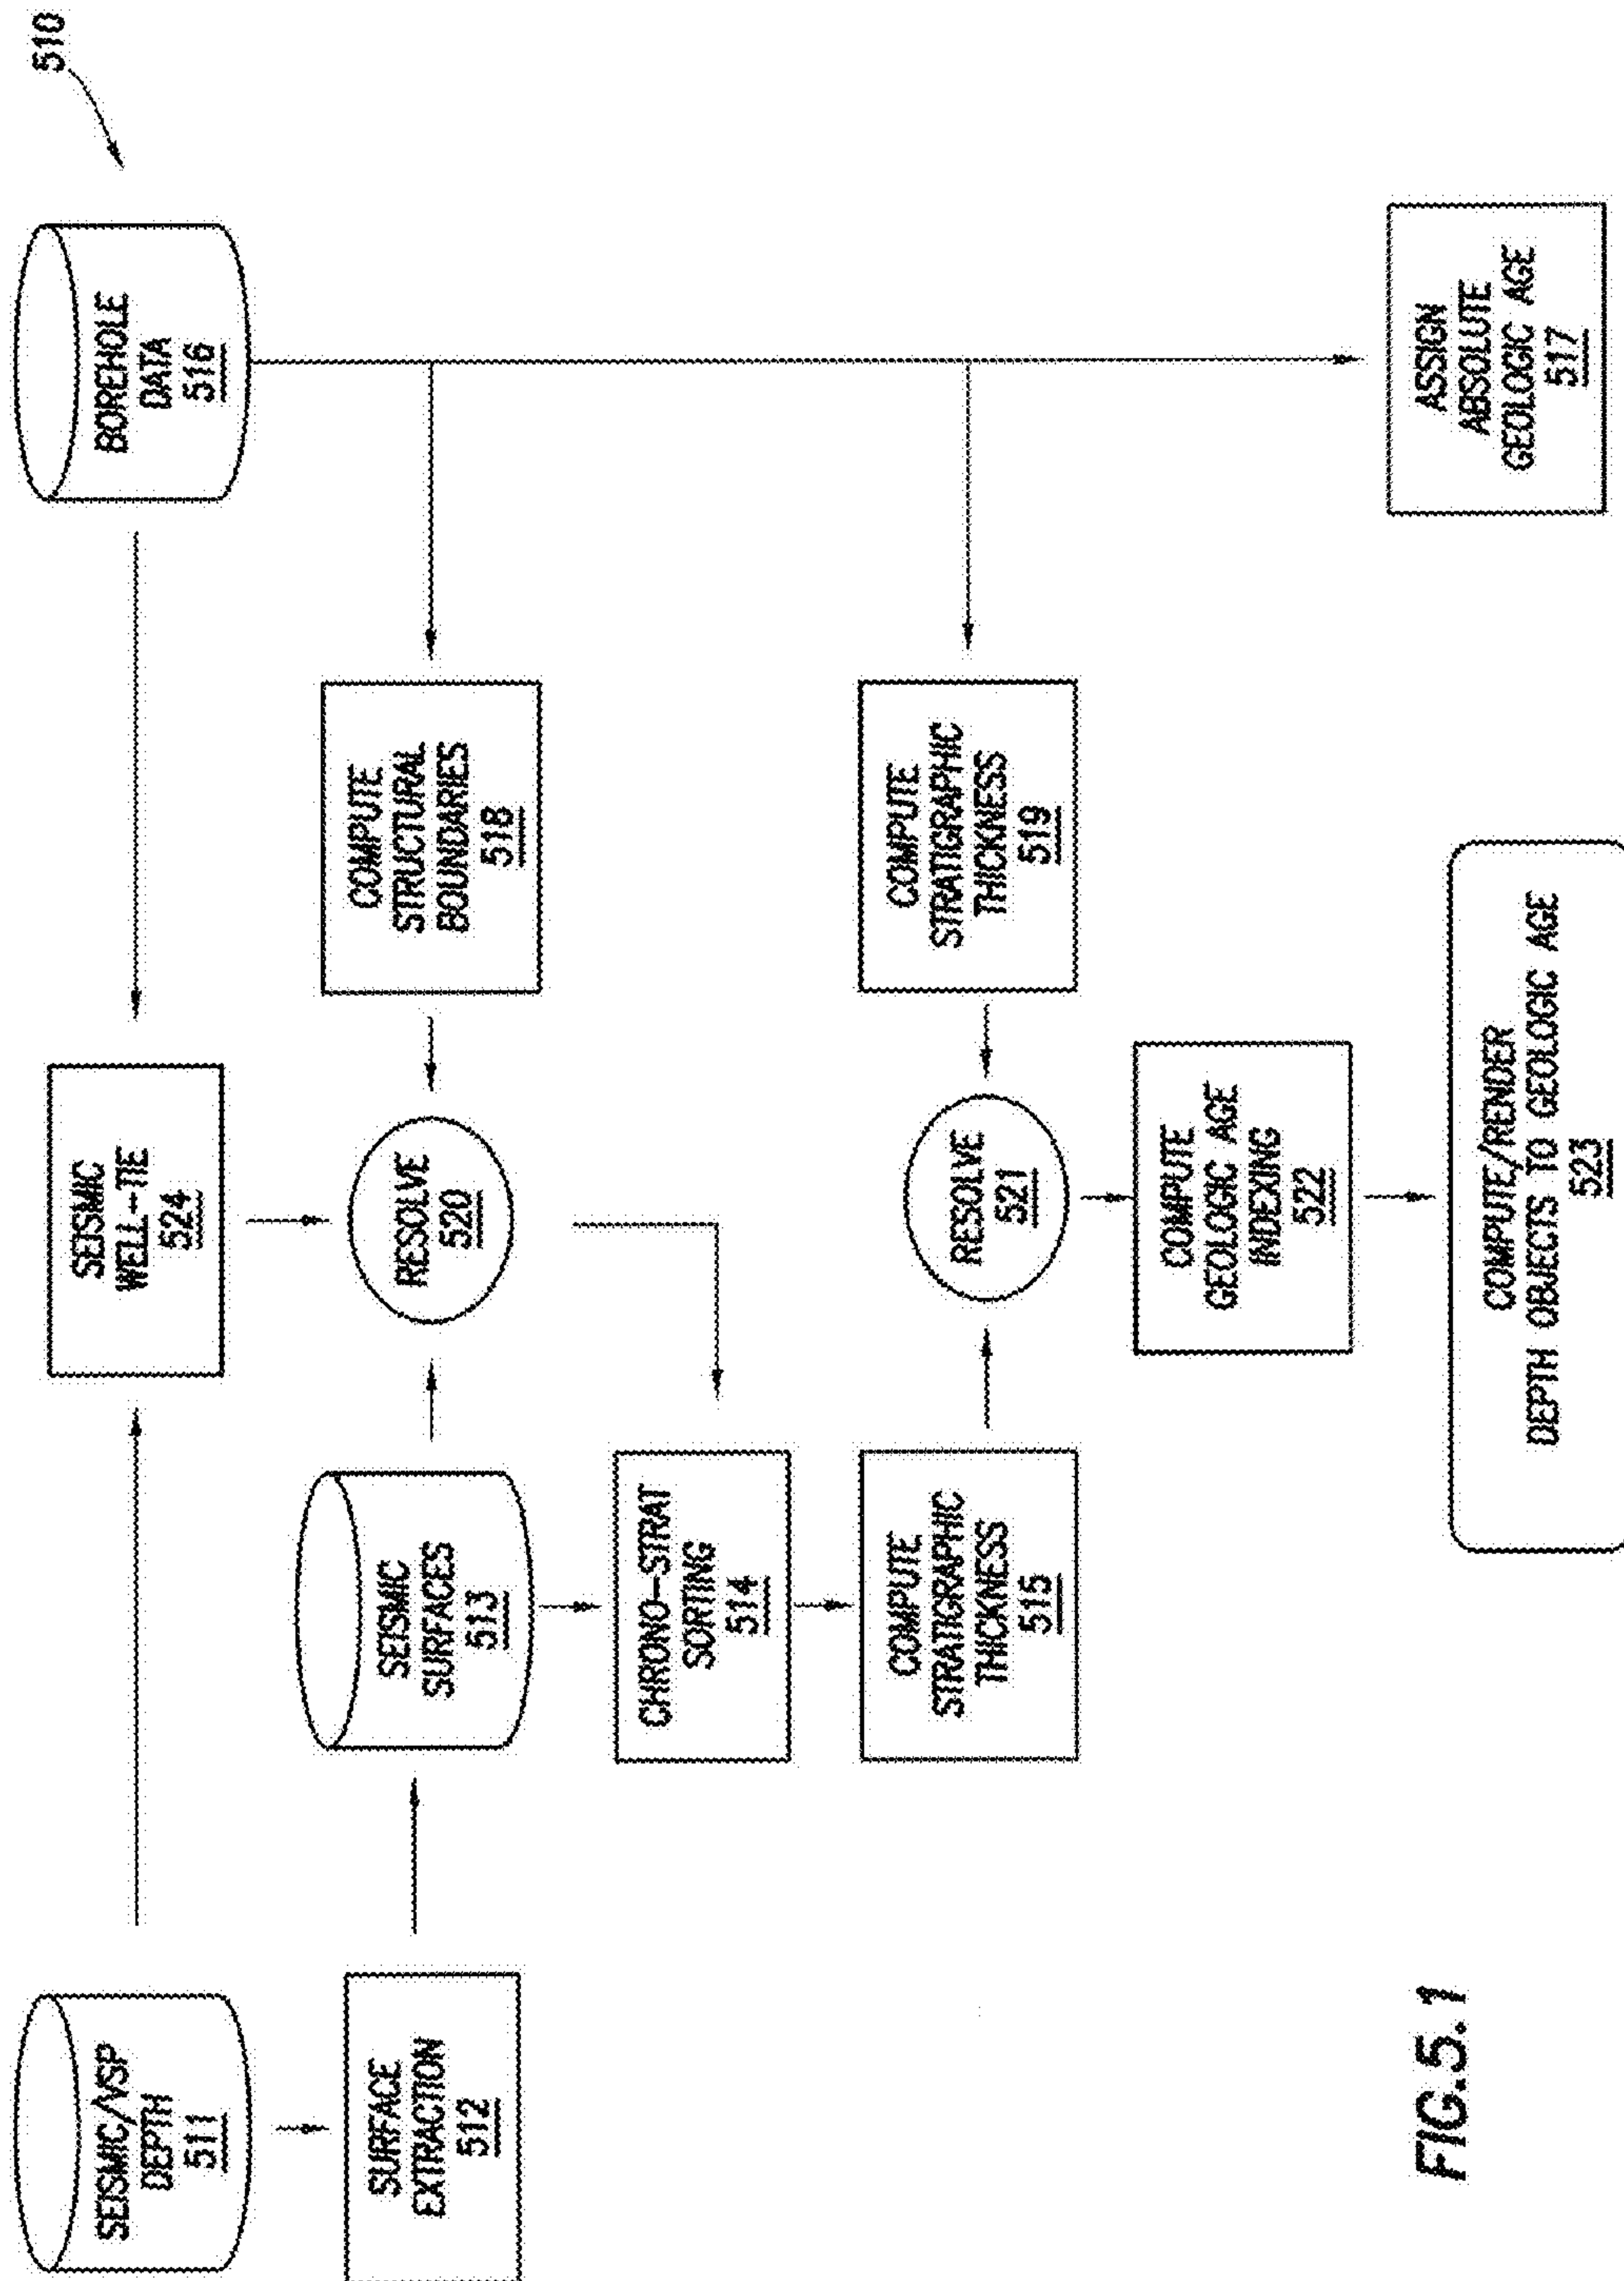 510
SEISMIC/VSP
DEPTH
511
SEISMIC
WELL-TIE
524
BOREHOLE
DATA
516
SURFACE
EXTRACTION
512
SEISMIC
SURFACES
513
RESOLVE
520
COMPUTE
STRUCTURAL
BOUNDARIES
518
CHRONO-STRAT
SORTING
514
COMPUTE
STRATIGRAPHIC
THICKNESS
515
RESOLVE
521
COMPUTE
STRATIGRAPHIC
THICKNESS
519
COMPUTE
GEOLOGIC AGE
INDEXING
522
COMPUTE/RENDER
DEPTH OBJECTS TO GEOLOGIC AGE
523
ASSIGN
ABSOLUTE
GEOLOGIC AGE
517
FIG.5.1